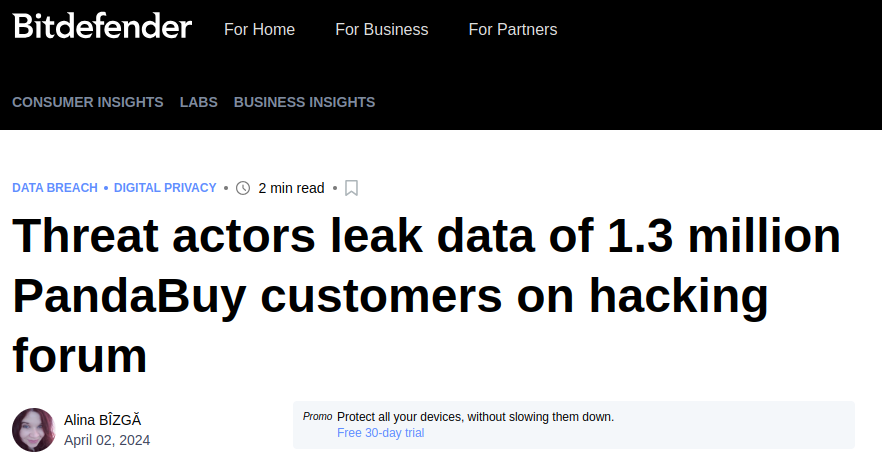 Bitdefender For Home For Business For Partners
CONSUMER INSIGHTS LABS BUSINESS INSIGHTS
DATA BREACH • DIGITAL PRIVACY • 2 min read •
Threat actors leak data of 1.3 million
PandaBuy customers on hacking
forum
Alina BÎZGĂ
April 02, 2024
Promo Protect all your devices, without slowing them down.
Free 30-day trial